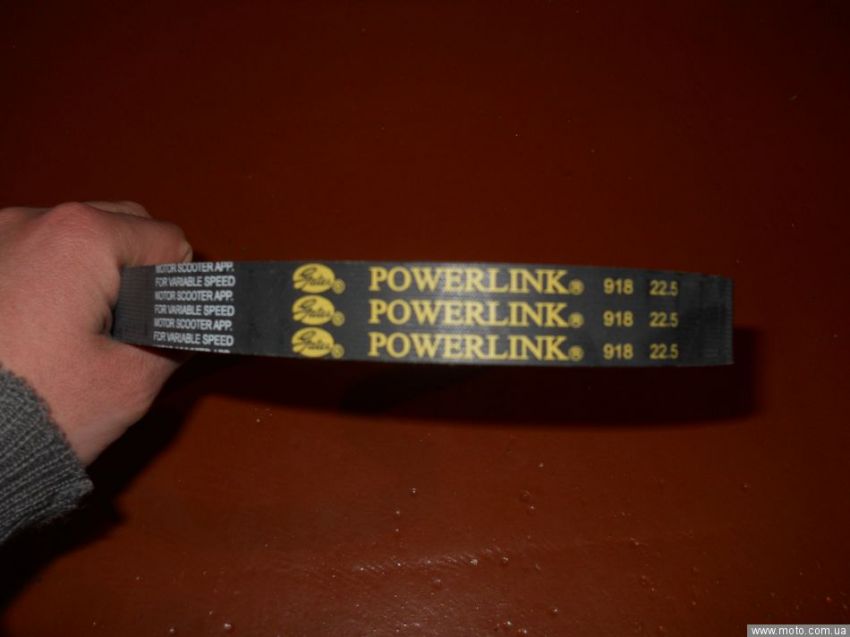 MOTOR SCOOTER APP.
FOR VARIABLE SPEED Gates® POWERLINK® 918 22.5
MOTOR SCOOTER APP.
FOR VARIABLE SPEED Gates® POWERLINK® 918 22.5
MOTOR SCOOTER APP.
FOR VARIABLE SPEED Gates® POWERLINK® 918 22.5
www.moto.com.ua